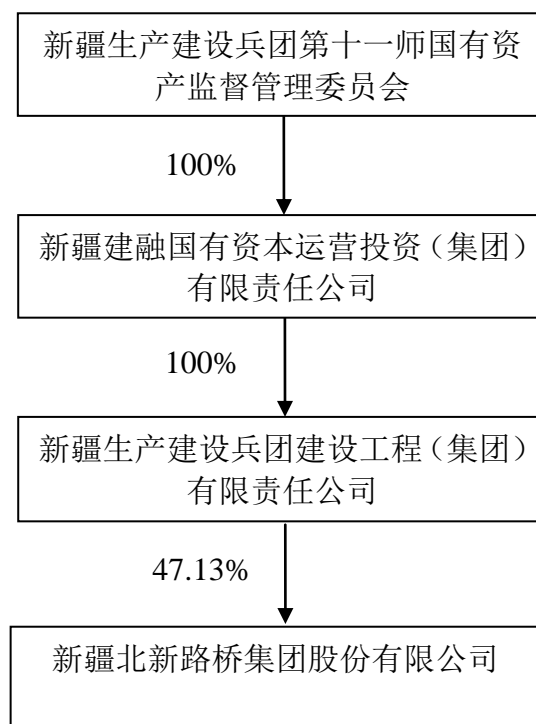 新疆生产建设兵团第十一师国有资
产监督管理委员会
100%
新疆建融国有资本运营投资（集团）
有限责任公司
100%
新疆生产建设兵团建设工程（集团）
有限责任公司
47.13%
新疆北新路桥集团股份有限公司